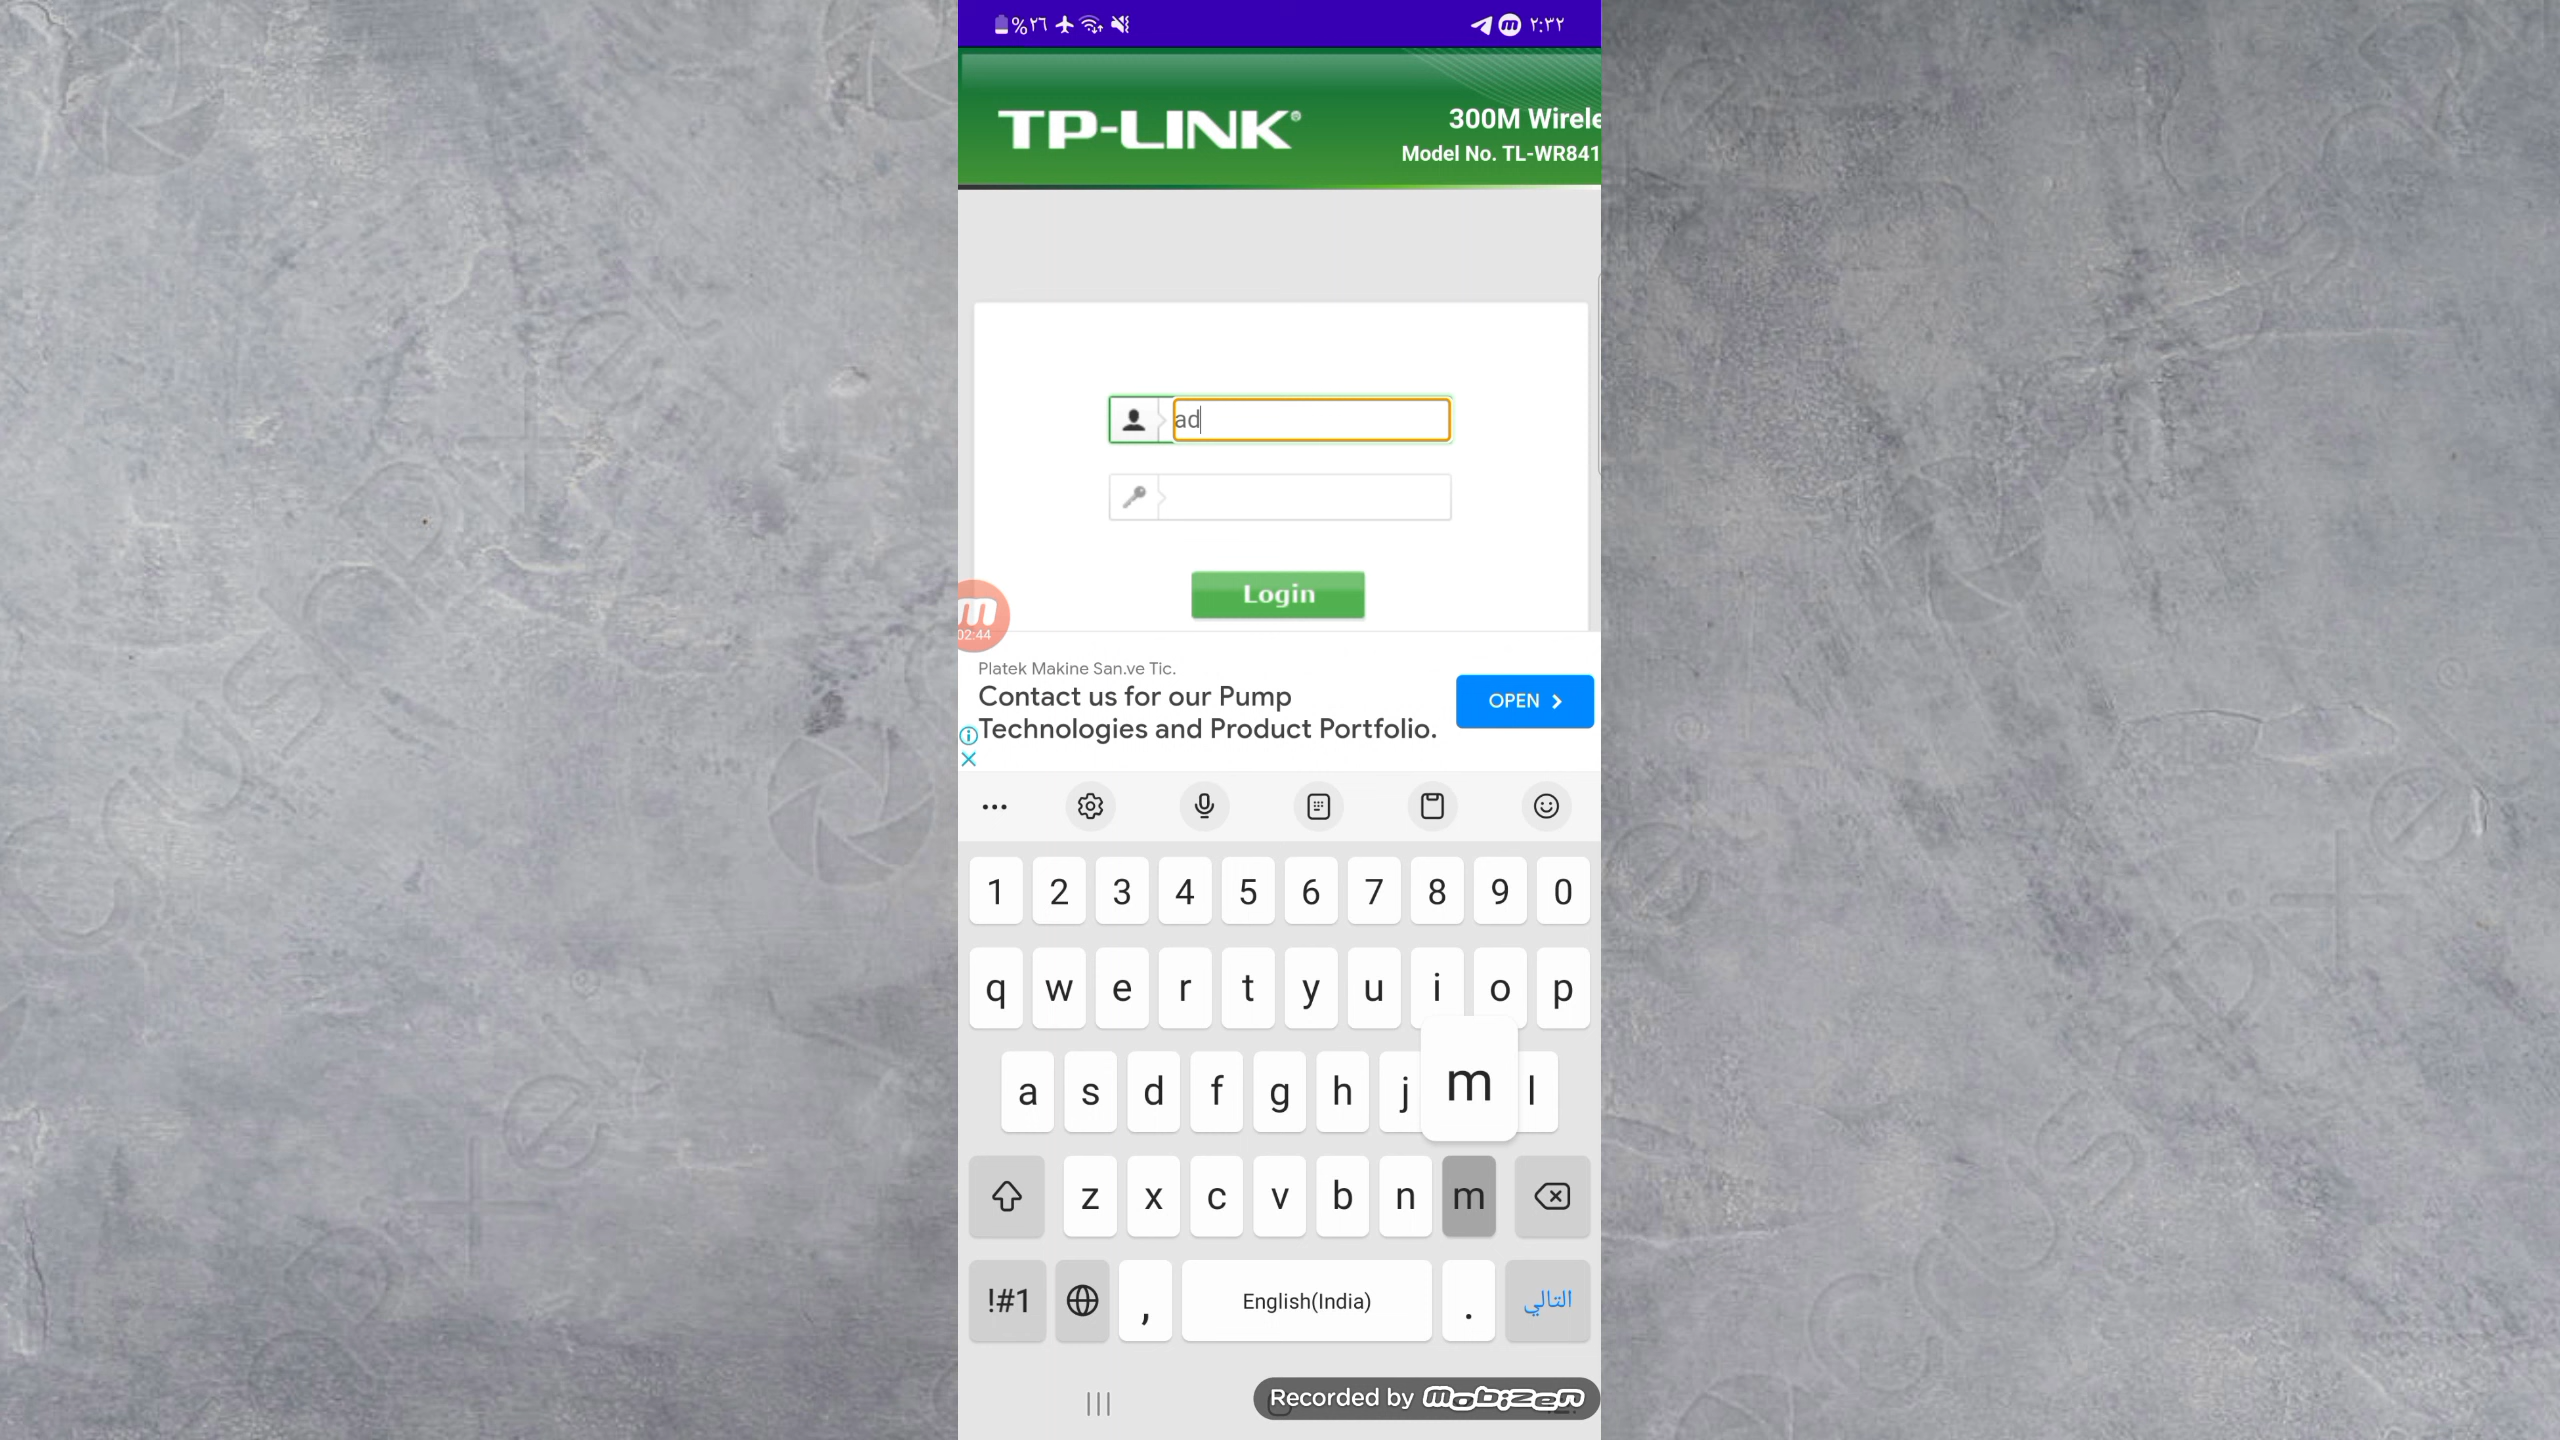 %٢٦ ٢:٣٢
TP-LINK®
300M Wirele
Model No. TL-WR841
ad
Login
02:44
Platek Makine San.ve Tic.
Contact us for our Pump
Technologies and Product Portfolio.
OPEN
1 2 3 4 5 6 7 8 9 0
q w e r t y u i o p
a s d f g h j m l
z x c v b n m
!#1 , English(India) . التالي
Recorded by mobizen